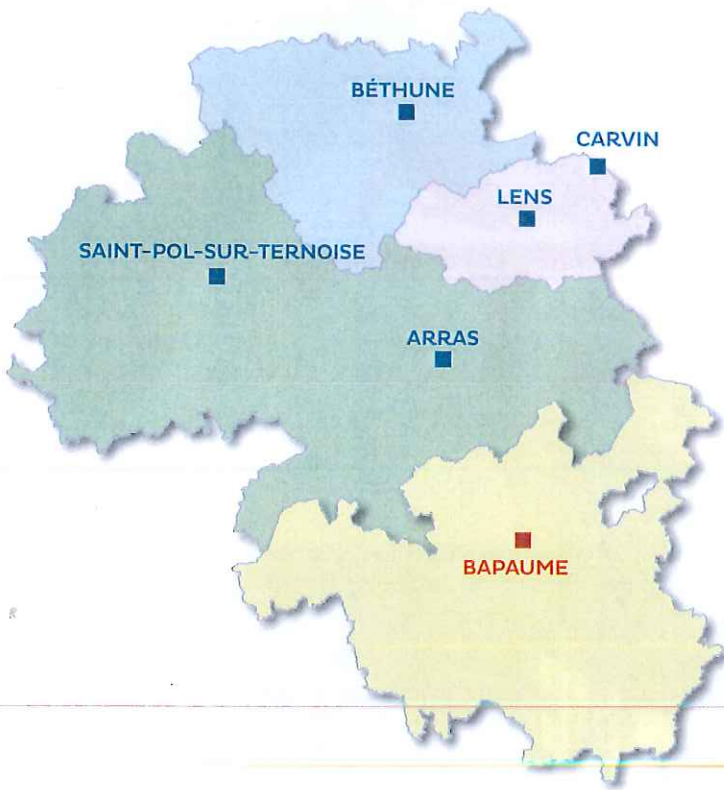 BÉTHUNE
CARVIN
LENS
SAINT-POL-SUR-TERNOISE
ARRAS
BAPAUME